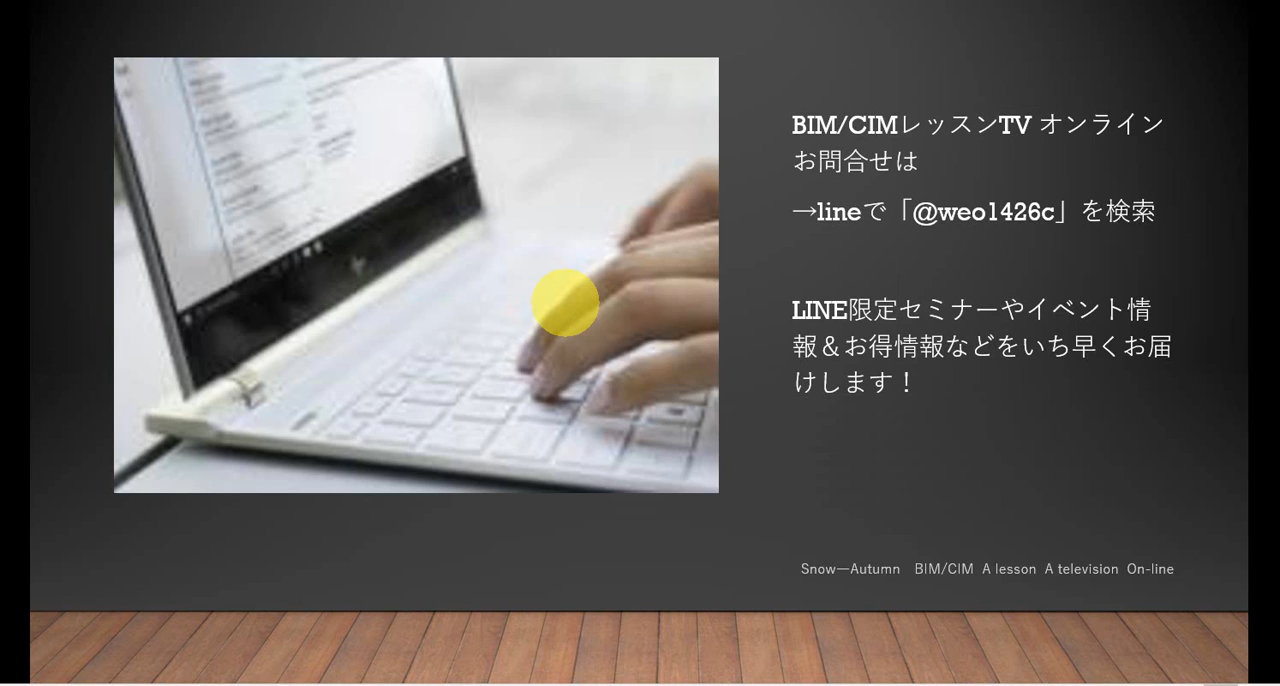 BIM/CIMレッスンTV オンライン
お問合せは
→lineで「@weo1426c」を検索
LINE限定セミナーやイベント情
報＆お得情報などをいち早くお届
けします！
Snow—Autumn BIM/CIM A lesson A television On-line